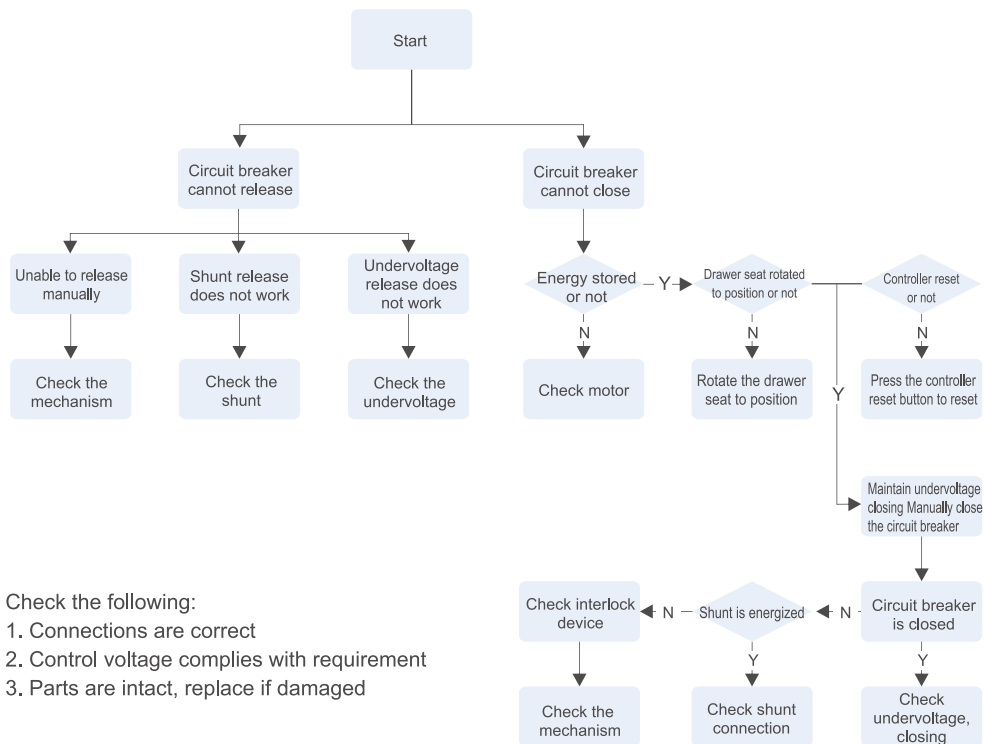 Start
Circuit breaker
cannot release
Circuit breaker
cannot close
Unable to release
manually
Shunt release
does not work
Undervoltage
release does
not work
Energy stored
or not
Y
Drawer seat rotated
to position or not
Controller reset
or not
N
N
N
Check the
mechanism
Check the
shunt
Check the
undervoltage
Check motor
Rotate the drawer
seat to position
Y
Press the controller
reset button to reset
Maintain undervoltage
closing Manually close
the circuit breaker
Check the following:
1. Connections are correct
2. Control voltage complies with requirement
3. Parts are intact, replace if damaged
Check interlock
device
N
Shunt is energized
N
Circuit breaker
is closed
Y
Y
Check the
mechanism
Check shunt
connection
Check
undervoltage,
closing